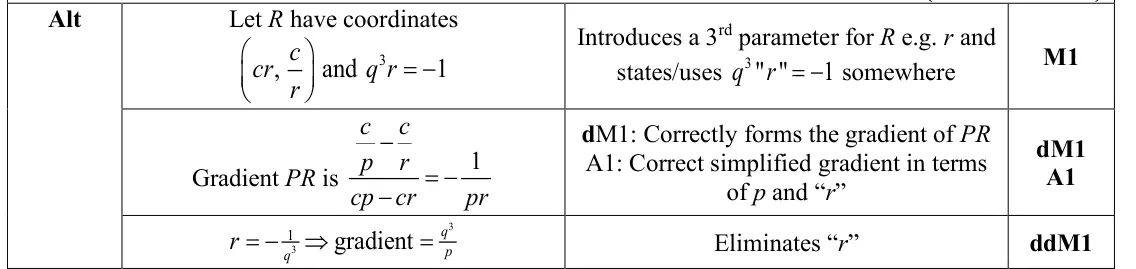 Alt
Let R have coordinates
(cr, c/r) and q³r = −1
Introduces a 3rd parameter for R e.g. r and
states/uses q³"r" = −1 somewhere
M1
Gradient PR is (c/p − c/r)/(cp − cr) = −1/pr
dM1: Correctly forms the gradient of PR
A1: Correct simplified gradient in terms
of p and “r”
dM1
A1
r = −1/q³ ⇒ gradient = q³/p
Eliminates “r”
ddM1